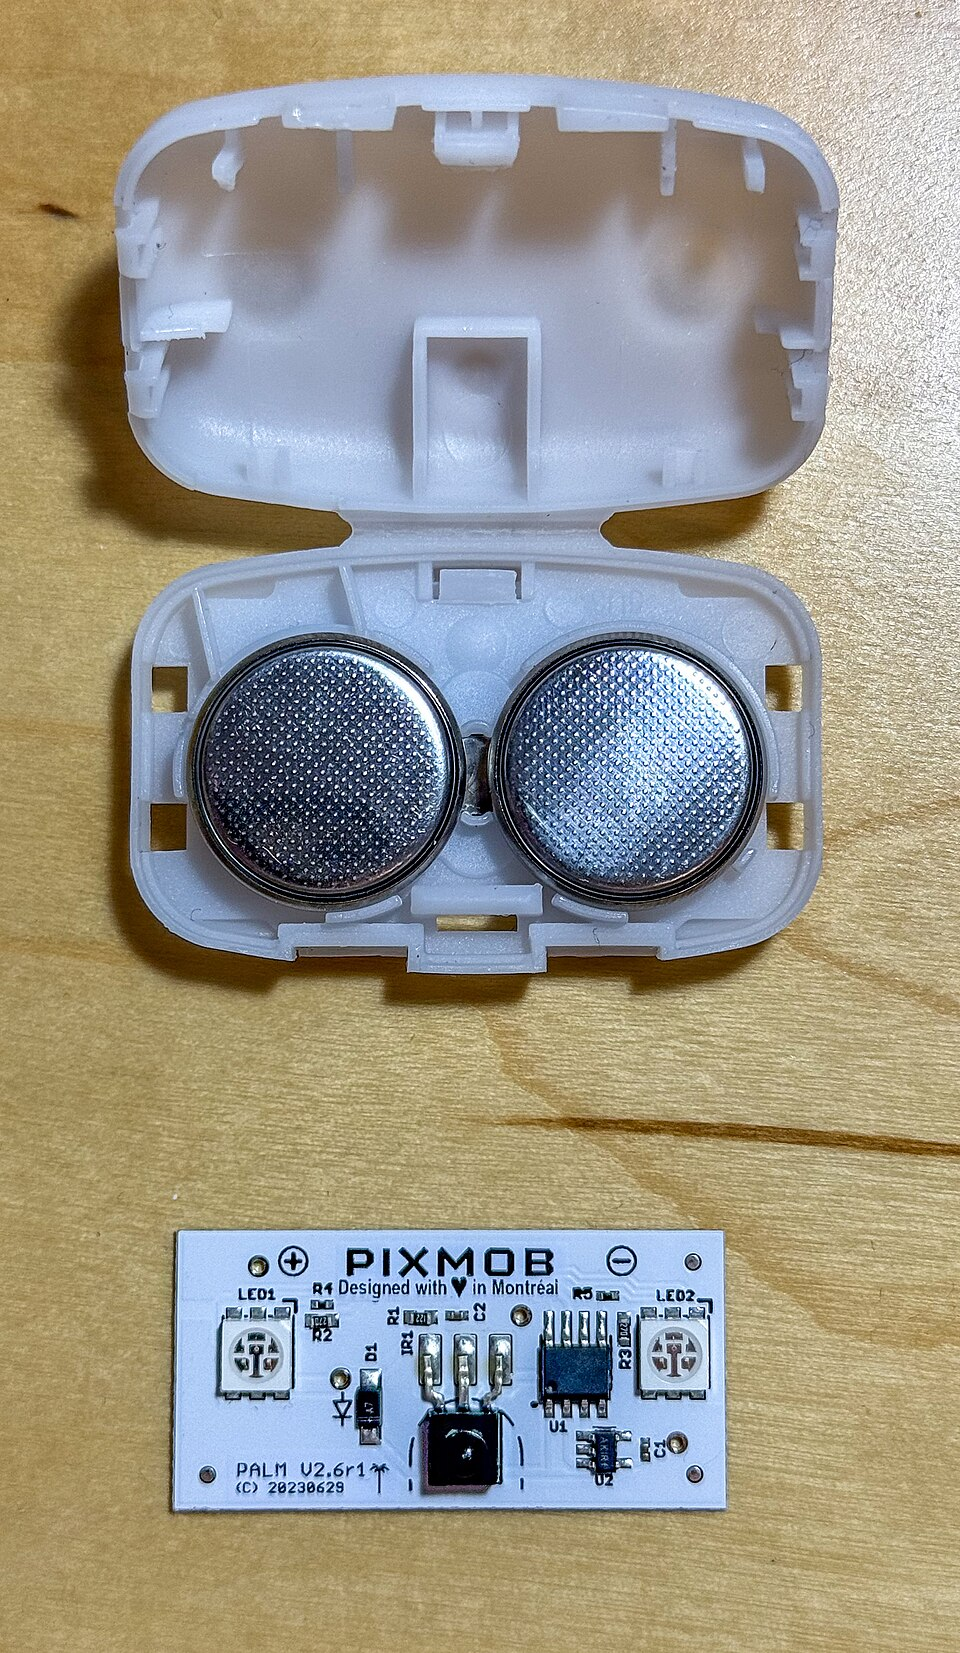 PIXMOB
Designed with ♥ in Montréal
LED1
R4
R2
R1
C2
R5
LED2
IR1
D1
R3
U1
U2
C1
PALM V2.6r1
(C) 20230629